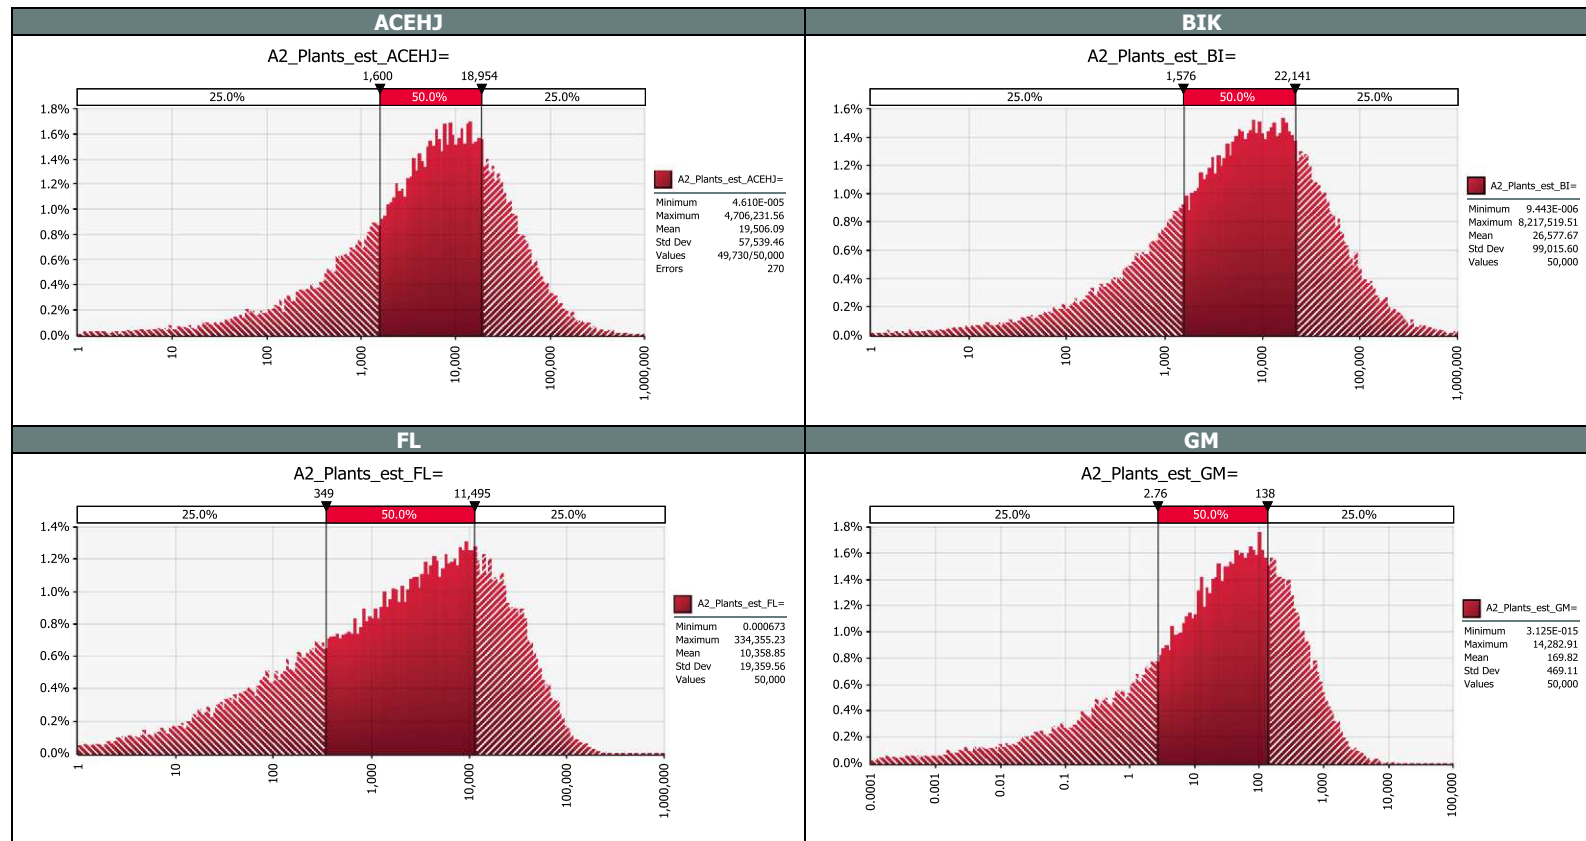 ACEHJ
A2_Plants_est_ACEHJ=
1,600 18,954
25.0% 50.0% 25.0%
1.8%
1.6%
1.4%
1.2%
1.0%
0.8%
0.6%
0.4%
0.2%
0.0%
1 10 100 1,000 10,000 100,000 1,000,000
A2_Plants_est_ACEHJ=
Minimum 4.610E-005
Maximum 4,706,231.56
Mean 19,506.09
Std Dev 57,539.46
Values 49,730/50,000
Errors 270
BIK
A2_Plants_est_BI=
1,576 22,141
25.0% 50.0% 25.0%
1.6%
1.4%
1.2%
1.0%
0.8%
0.6%
0.4%
0.2%
0.0%
1 10 100 1,000 10,000 100,000 1,000,000
A2_Plants_est_BI=
Minimum 9.443E-006
Maximum 8,217,519.51
Mean 26,577.67
Std Dev 99,015.60
Values 50,000
FL
A2_Plants_est_FL=
349 11,495
25.0% 50.0% 25.0%
1.4%
1.2%
1.0%
0.8%
0.6%
0.4%
0.2%
0.0%
1 10 100 1,000 10,000 100,000 1,000,000
A2_Plants_est_FL=
Minimum 0.000673
Maximum 334,355.23
Mean 10,358.85
Std Dev 19,359.56
Values 50,000
GM
A2_Plants_est_GM=
2.76 138
25.0% 50.0% 25.0%
1.8%
1.6%
1.4%
1.2%
1.0%
0.8%
0.6%
0.4%
0.2%
0.0%
0.0001 0.001 0.01 0.1 1 10 100 1,000 10,000 100,000
A2_Plants_est_GM=
Minimum 3.125E-015
Maximum 14,282.91
Mean 169.82
Std Dev 469.11
Values 50,000